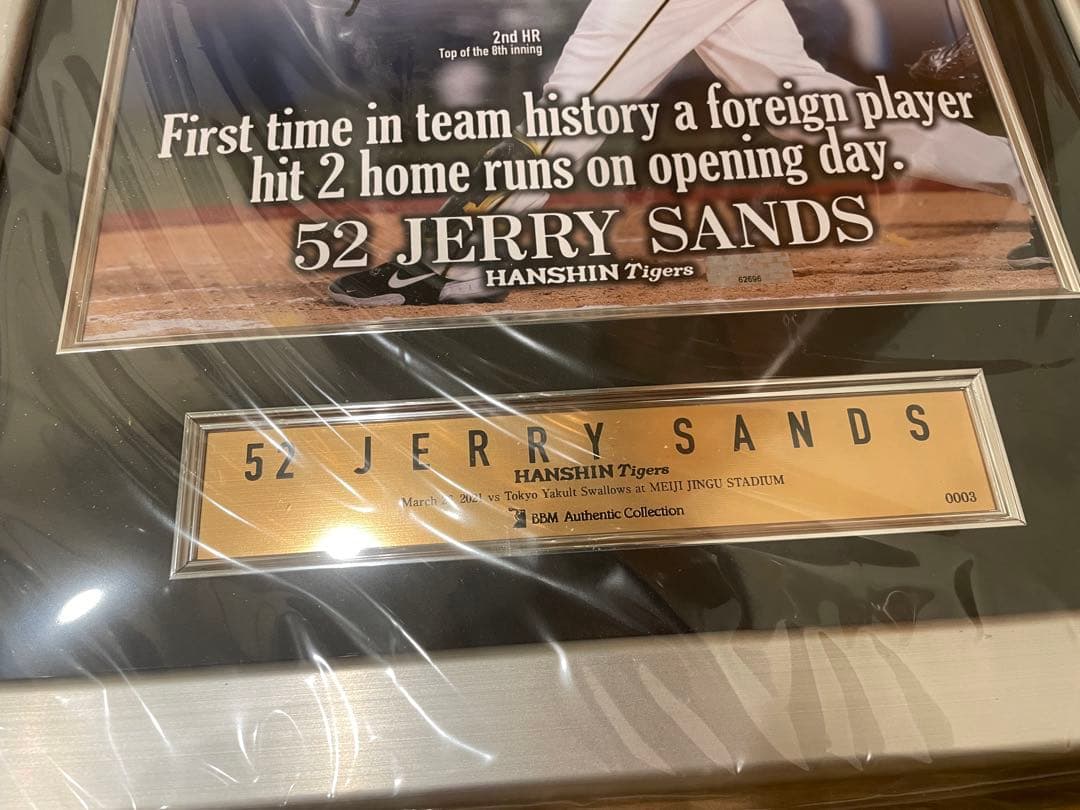 2nd HR
Top of the 8th inning
First time in team history a foreign player
hit 2 home runs on opening day.
52 JERRY SANDS
HANSHIN Tigers
62696
52 JERRY SANDS
HANSHIN Tigers
March 2021 vs Tokyo Yakult Swallows at MEIJI JINGU STADIUM
BBM Authentic Collection
0003